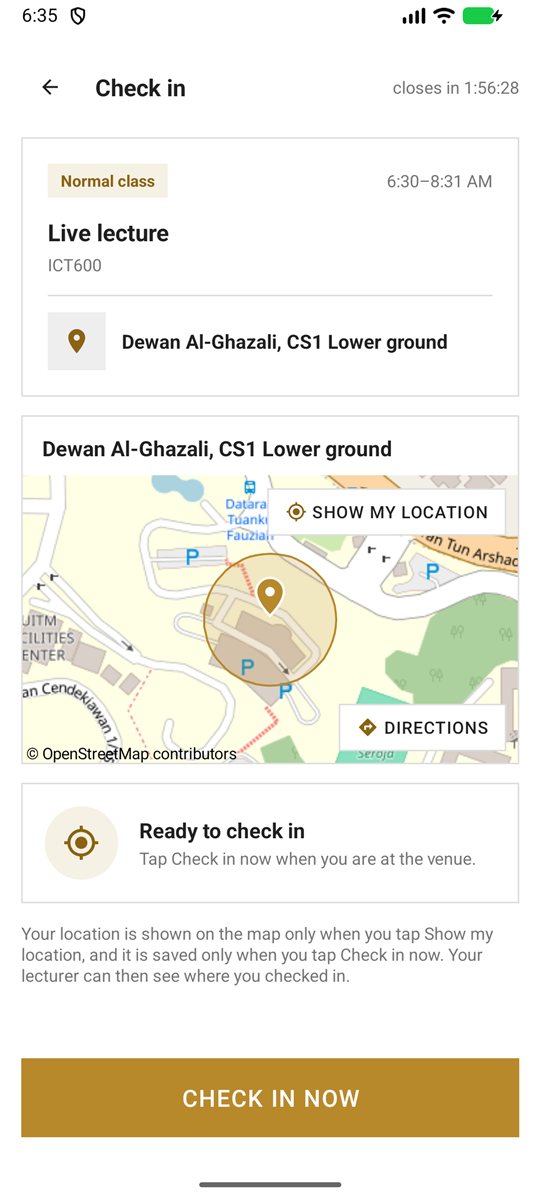 6:35
Check in
closes in 1:56:28
Normal class
6:30–8:31 AM
Live lecture
ICT600
Dewan Al-Ghazali, CS1 Lower ground
Dewan Al-Ghazali, CS1 Lower ground
Datara
Tuanku
Fauziah
SHOW MY LOCATION
P
P
an Tun Arshad
UITM
CILITIES
ENTER
P
P
an Cendekiawan 1/
DIRECTIONS
Seroja
© OpenStreetMap contributors
Ready to check in
Tap Check in now when you are at the venue.
Your location is shown on the map only when you tap Show my
location, and it is saved only when you tap Check in now. Your
lecturer can then see where you checked in.
CHECK IN NOW